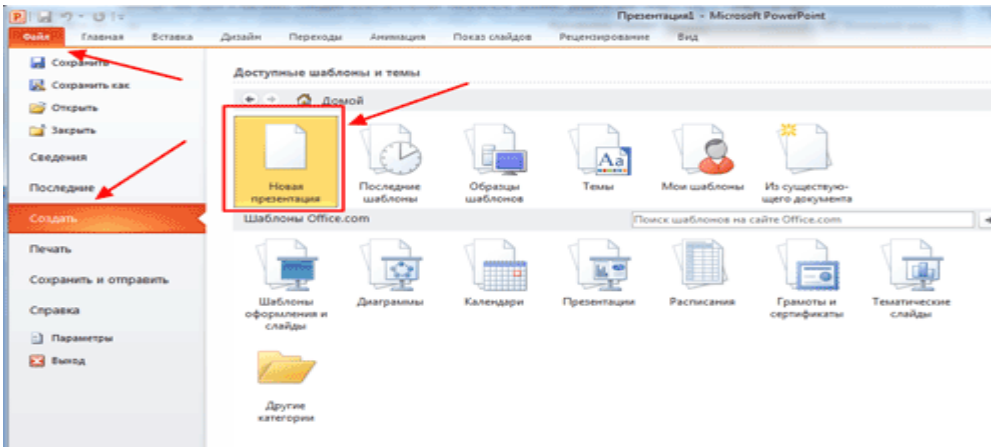 Презентация1 - Microsoft PowerPoint
Файл Главная Вставка Дизайн Переходы Анимация Показ слайдов Рецензирование Вид
Сохранить
Сохранить как
Открыть
Закрыть
Сведения
Последние
Создать
Печать
Сохранить и отправить
Справка
Параметры
Выход
Доступные шаблоны и темы
Домой
Новая
презентация
Последние
шаблоны
Образцы
шаблонов
Темы
Мои шаблоны
Из существую-
щего документа
Шаблоны Office.com
Поиск шаблонов на сайте Office.com
Шаблоны
оформления и
слайды
Диаграммы
Календари
Презентации
Расписания
Грамоты и
сертификаты
Тематические
слайды
Другие
категории